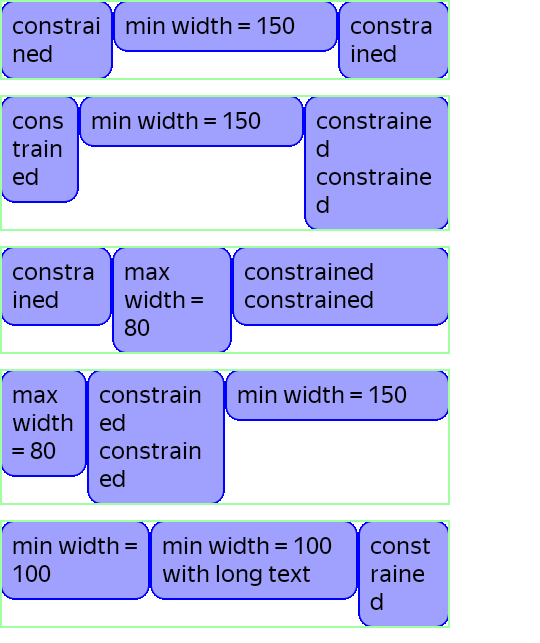 constrai
ned
min width = 150
constra
ined
cons
train
ed
min width = 150
constraine
d
constraine
d
constra
ined
max
width =
80
constrained
constrained
max
width
= 80
constrain
ed
constrain
ed
min width = 150
min width =
100
min width = 100
with long text
const
raine
d